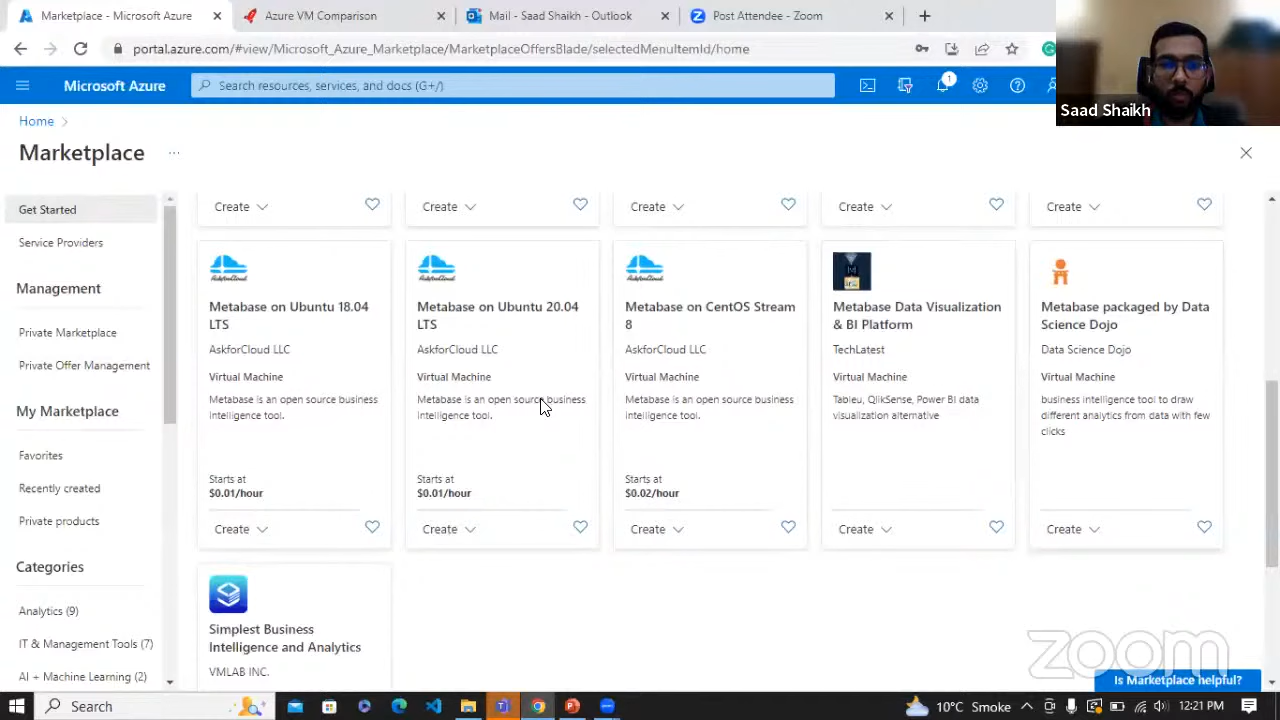 Marketplace - Microsoft Azure
Azure VM Comparison
Mail - Saad Shaikh - Outlook
Post Attendee - Zoom
portal.azure.com/#view/Microsoft_Azure_Marketplace/MarketplaceOffersBlade/selectedMenuItemId/home
Saad Shaikh
Microsoft Azure
Search resources, services, and docs (G+/)
1
Home
Marketplace
Get Started
Service Providers
Management
Private Marketplace
Private Offer Management
My Marketplace
Favorites
Recently created
Private products
Categories
Analytics (9)
IT & Management Tools (7)
AI + Machine Learning (2)
Create
Create
Create
Create
Create
Metabase on Ubuntu 18.04
LTS
AskforCloud LLC
Virtual Machine
Metabase is an open source business
intelligence tool.
Starts at
$0.01/hour
Create
Metabase on Ubuntu 20.04
LTS
AskforCloud LLC
Virtual Machine
Metabase is an open source business
intelligence tool.
Starts at
$0.01/hour
Create
Metabase on CentOS Stream
8
AskforCloud LLC
Virtual Machine
Metabase is an open source business
intelligence tool.
Starts at
$0.02/hour
Create
Metabase Data Visualization
& BI Platform
TechLatest
Virtual Machine
Tableu, QlikSense, Power BI data
visualization alternative
Create
Metabase packaged by Data
Science Dojo
Data Science Dojo
Virtual Machine
business intelligence tool to draw
different analytics from data with few
clicks
Create
Simplest Business
Intelligence and Analytics
VMLAB INC.
zoom
Is Marketplace helpful?
Search
10°C Smoke
12:21 PM